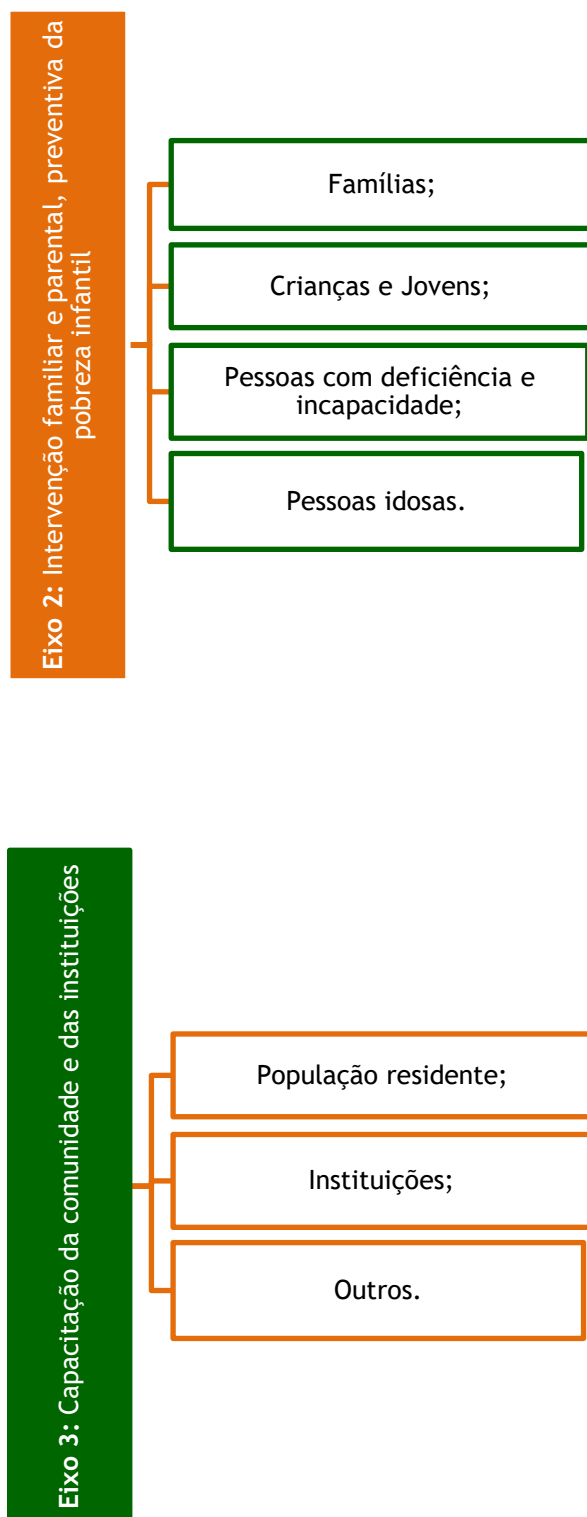 Eixo 2: Intervenção familiar e parental, preventiva da
pobreza infantil
Famílias;
Crianças e Jovens;
Pessoas com deficiência e
incapacidade;
Pessoas idosas.
Eixo 3: Capacitação da comunidade e das instituições
População residente;
Instituições;
Outros.